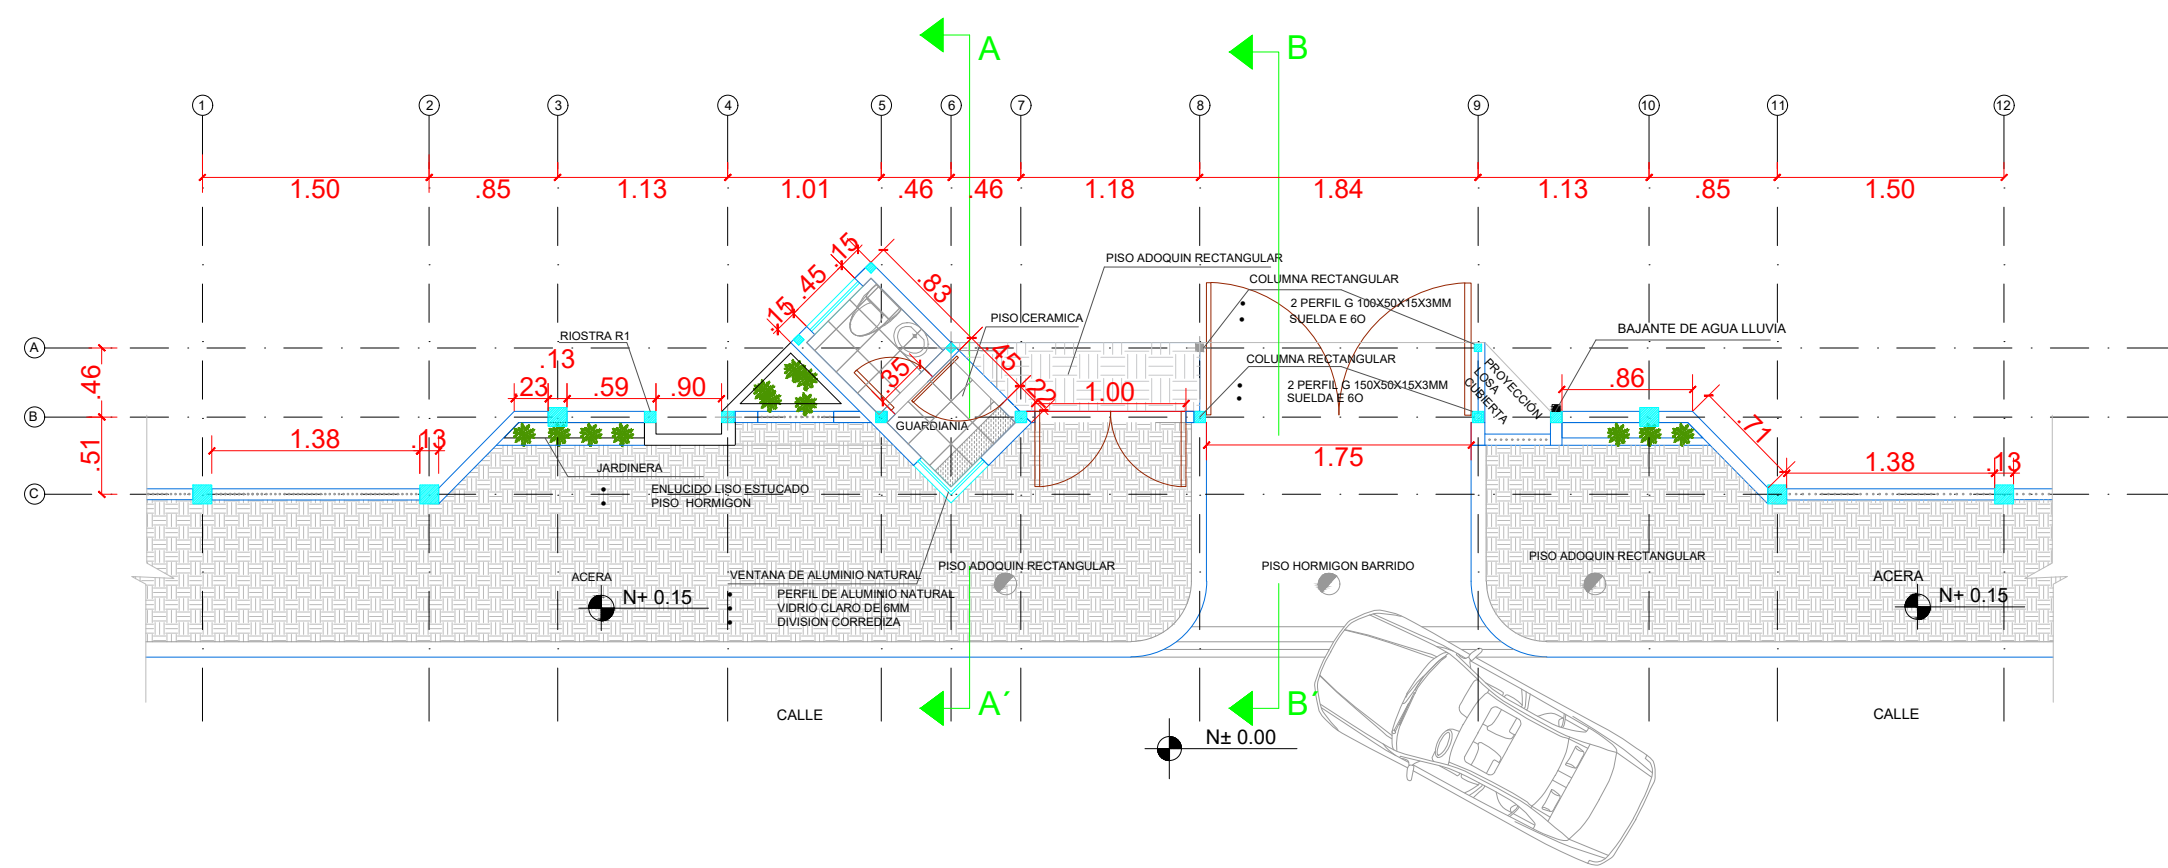 A
B
1
2
3
4
5
6
7
8
9
10
11
12
1.50
.85
1.13
1.01
.46
.46
1.18
1.84
1.13
.85
1.50
.15
.45
.15
.83
PISO ADOQUIN RECTANGULAR
COLUMNA RECTANGULAR
2 PERFIL G 100X50X15X3MM
SUELDA E 6O
PISO CERAMICA
RIOSTRA R1
BAJANTE DE AGUA LLUVIA
A
.46
.13
.23
.59
.90
.35
.45
.22
1.00
COLUMNA RECTANGULAR
2 PERFIL G 150X50X15X3MM
SUELDA E 6O
PROYECCIÓN
LOSA TAPA
CUBIERTA
.86
.71
B
GUARDIANIA
.51
1.38
.13
1.75
1.38
.13
C
JARDINERA
ENLUCIDO LISO ESTUCADO
PISO HORMIGON
ACERA
N+ 0.15
VENTANA DE ALUMINIO NATURAL
PERFIL DE ALUMINIO NATURAL
VIDRIO CLARO DE 6MM
DIVISION CORREDIZA
PISO ADOQUIN RECTANGULAR
PISO HORMIGON BARRIDO
PISO ADOQUIN RECTANGULAR
ACERA
N+ 0.15
A´
B´
CALLE
N± 0.00
CALLE